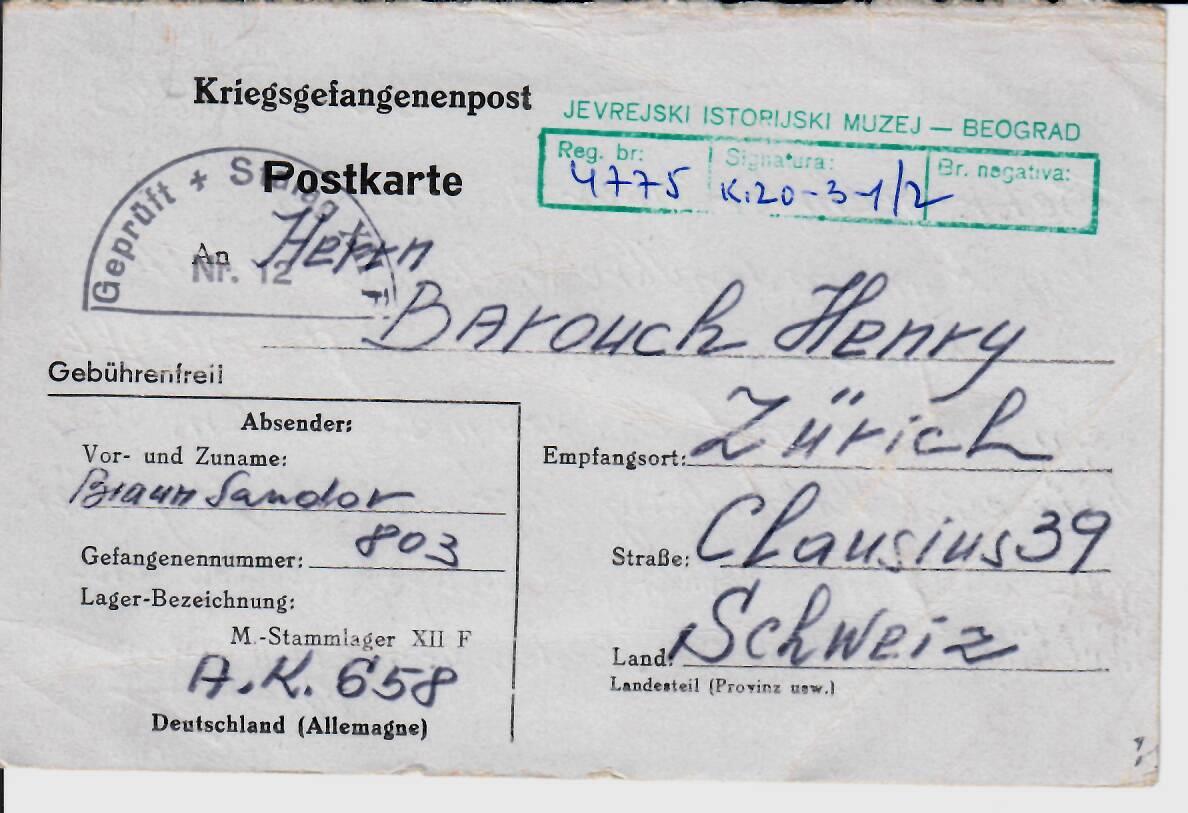 Kriegsgefangenenpost
JEVREJSKI ISTORIJSKI MUZEJ — BEOGRAD
Reg. br: 4775
Signatura: K.20-3-1/2
Br. negativa:
Postkarte
Geprüft * Stalag
Nr. 12
An Herrn
Barouch Henry
Gebührenfrei!
Absender:
Vor- und Zuname:
Braun Sandor
Gefangenennummer: 803
Lager-Bezeichnung:
M.-Stammlager XII F
A.K. 658
Deutschland (Allemagne)
Empfangsort: Zürich
Straße: Clausius 39
Land: Schweiz
Landesteil (Provinz usw.)